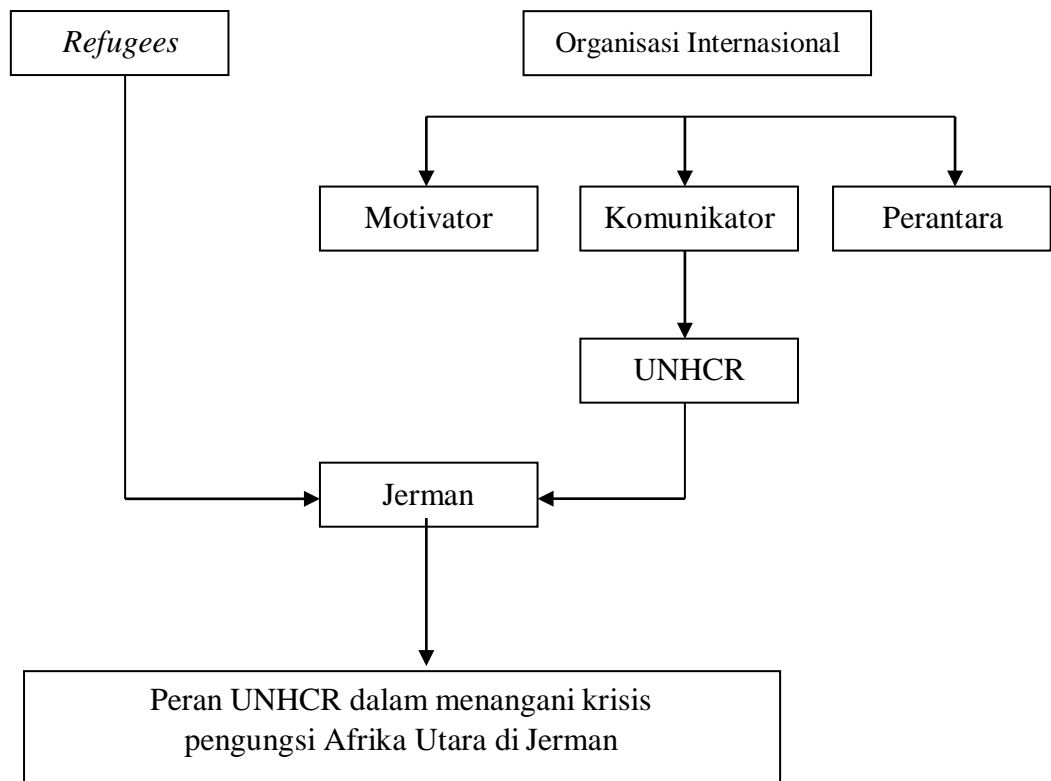 Refugees
Organisasi Internasional
Motivator
Komunikator
Perantara
UNHCR
Jerman
Peran UNHCR dalam menangani krisis
pengungsi Afrika Utara di Jerman